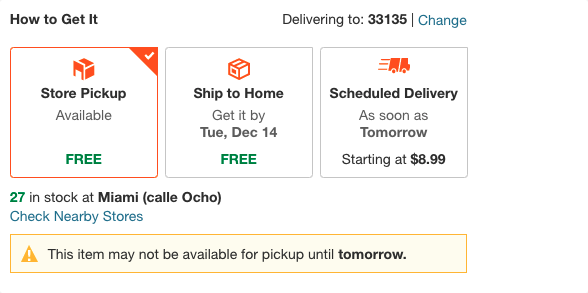 How to Get It
Delivering to: 33135 | Change
Store Pickup
Available
FREE
Ship to Home
Get it by
Tue, Dec 14
FREE
Scheduled Delivery
As soon as
Tomorrow
Starting at $8.99
27 in stock at Miami (calle Ocho)
Check Nearby Stores
This item may not be available for pickup until tomorrow.